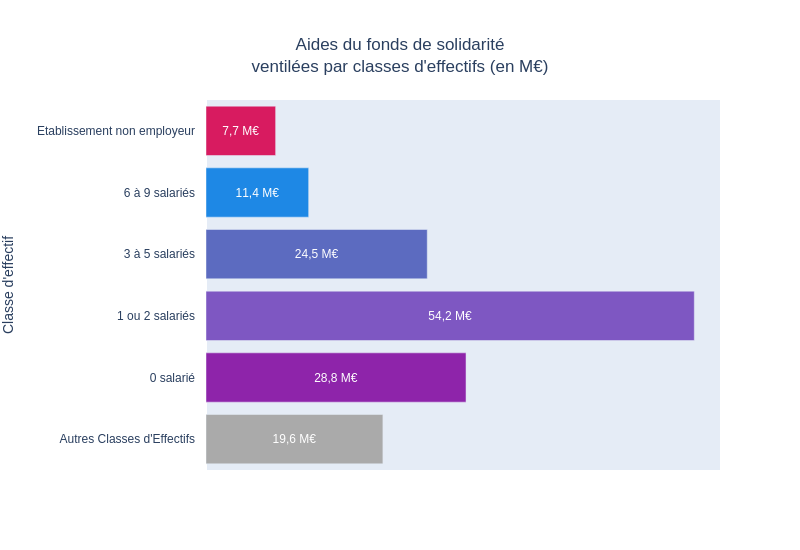 Aides du fonds de solidarité
ventilées par classes d'effectifs (en M€)
Classe d'effectif
Etablissement non employeur
7,7 M€
6 à 9 salariés
11,4 M€
3 à 5 salariés
24,5 M€
1 ou 2 salariés
54,2 M€
0 salarié
28,8 M€
Autres Classes d'Effectifs
19,6 M€